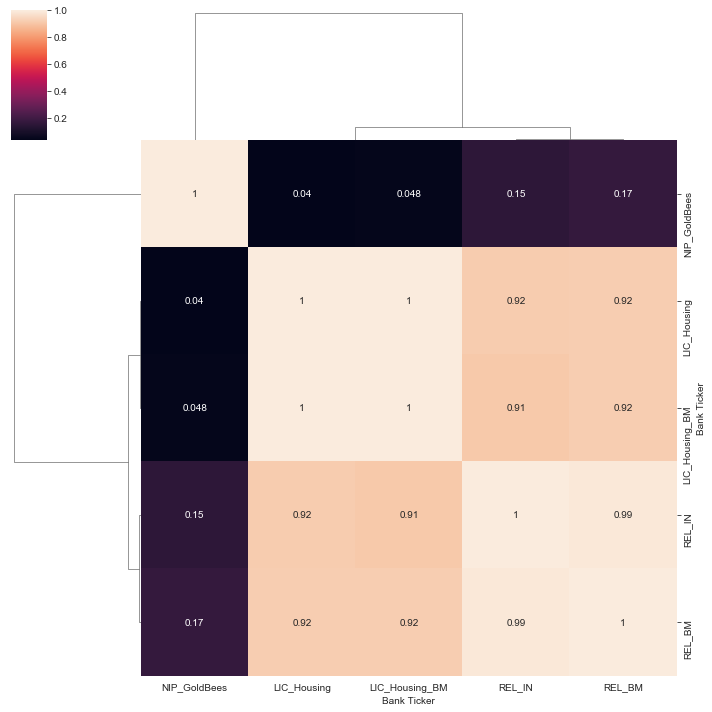 1.0
0.8
0.6
0.4
0.2
1 0.04 0.048 0.15 0.17
0.04 1 1 0.92 0.92
0.048 1 1 0.91 0.92
0.15 0.92 0.91 1 0.99
0.17 0.92 0.92 0.99 1
NIP_GoldBees
LIC_Housing
LIC_Housing_BM
REL_IN
REL_BM
Bank Ticker
NIP_GoldBees LIC_Housing LIC_Housing_BM REL_IN REL_BM
Bank Ticker